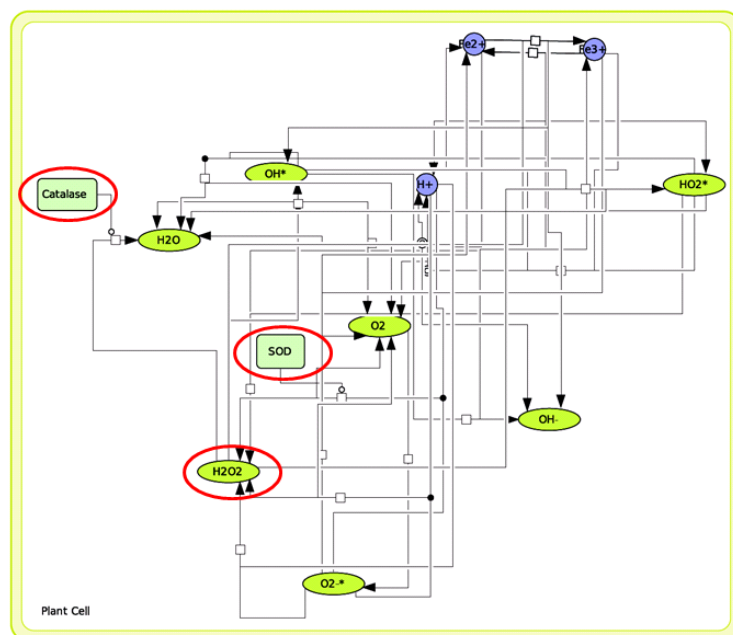 Fe2+
Fe3+
OH*
H+
HO2*
Catalase
H2O
O2
SOD
OH-
H2O2
O2-*
Plant Cell